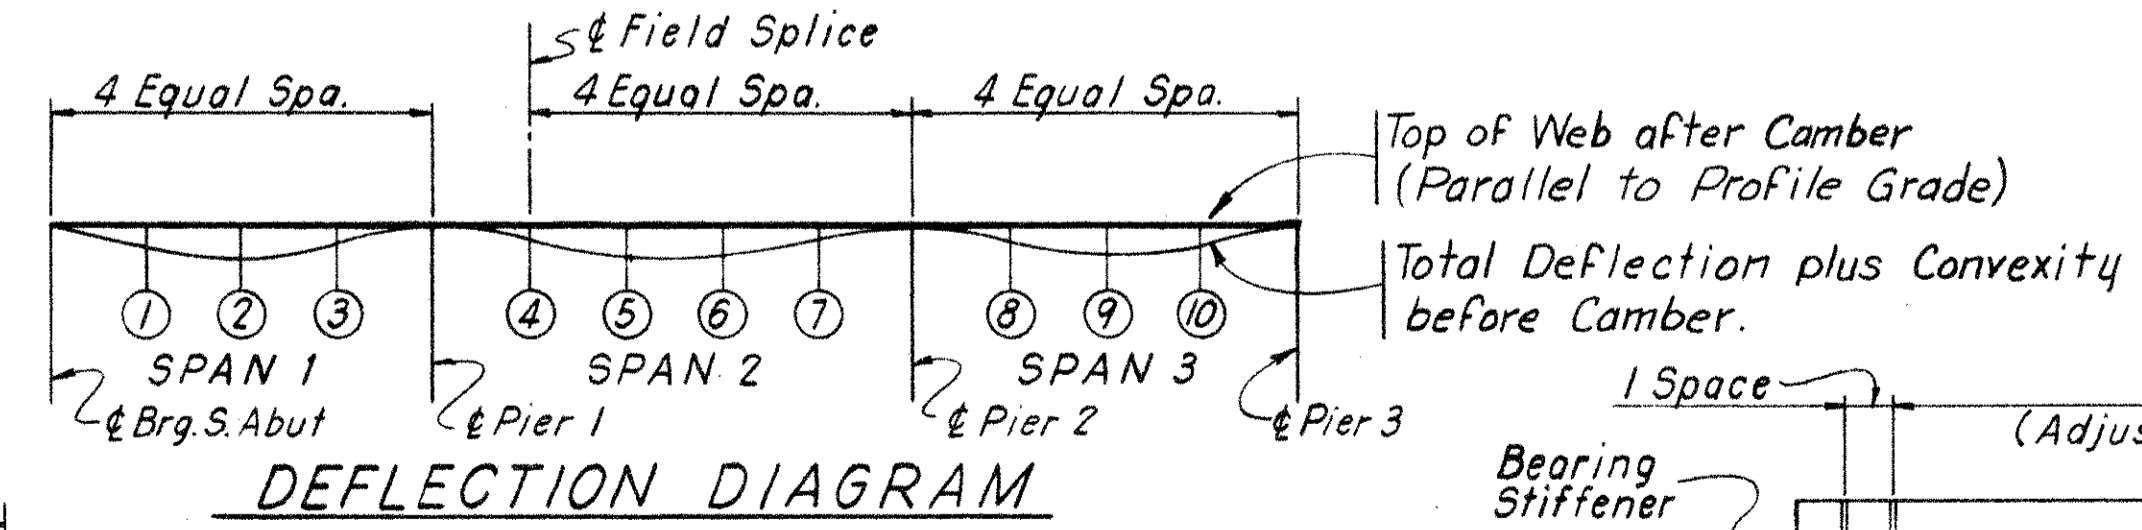 ℄ Field Splice
4 Equal Spa. 4 Equal Spa. 4 Equal Spa.
Top of Web after Camber
(Parallel to Profile Grade)
Total Deflection plus Convexity
before Camber.
1 2 3 4 5 6 7 8 9 10
SPAN 1 SPAN 2 SPAN 3
℄ Brg. S. Abut ℄ Pier 1 ℄ Pier 2 ℄ Pier 3
DEFLECTION DIAGRAM
1 Space
(Adjus
Bearing
Stiffener